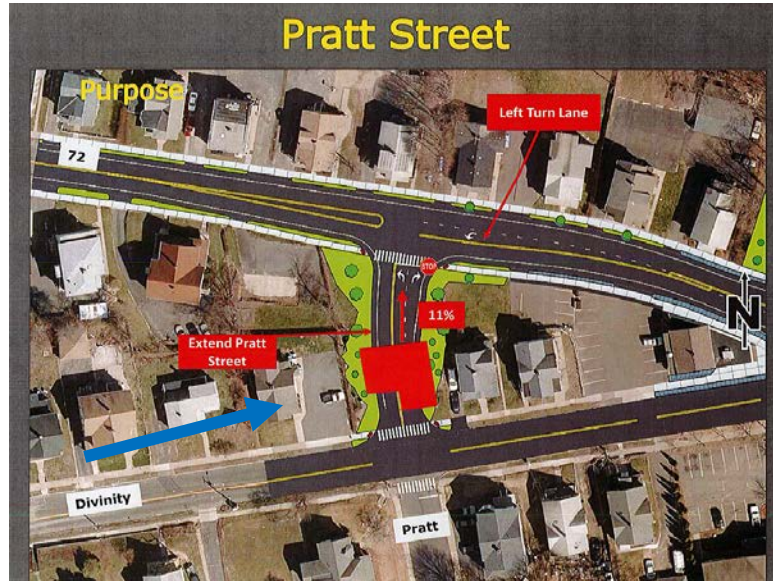 Pratt Street
Purpose
Left Turn Lane
72
STOP
11%
Extend Pratt
Street
N
Divinity
Pratt